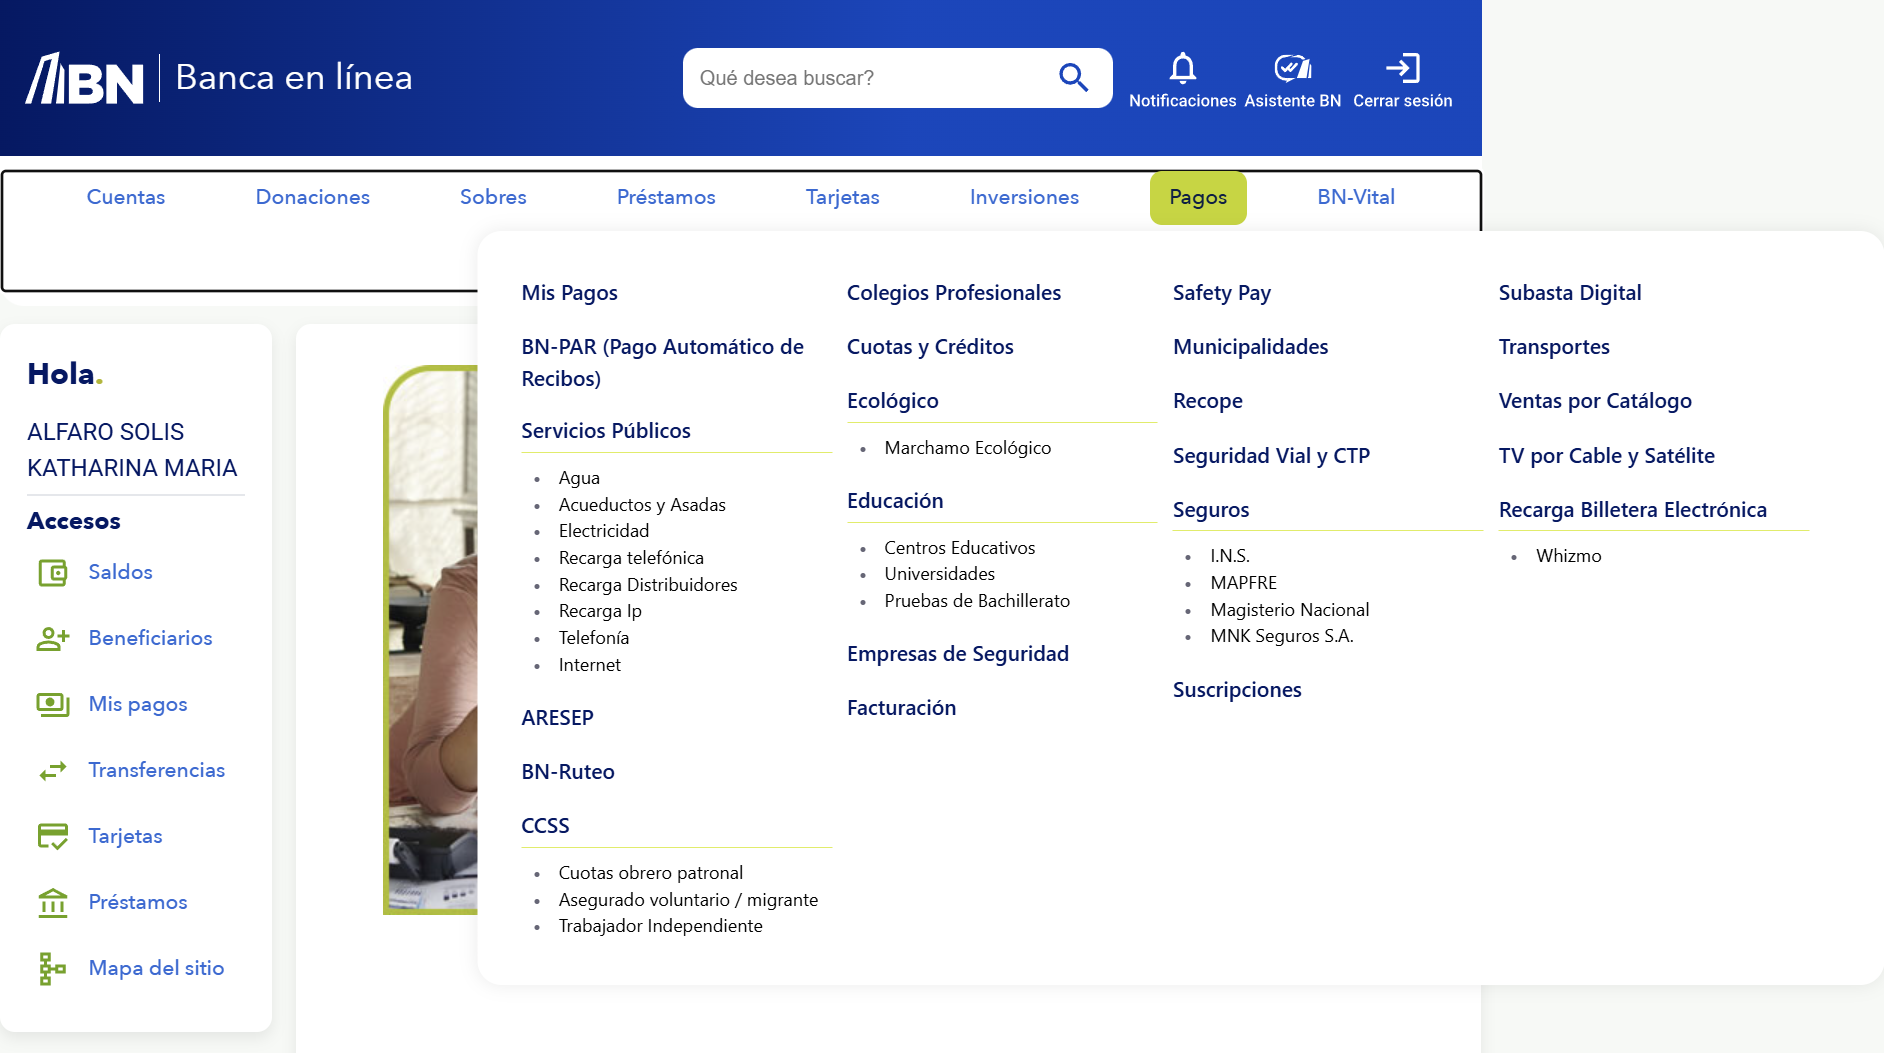 BN Banca en línea
Qué desea buscar?
Notificaciones
Asistente BN
Cerrar sesión
Cuentas
Donaciones
Sobres
Préstamos
Tarjetas
Inversiones
Pagos
BN-Vital
Hola.
ALFARO SOLIS
KATHARINA MARIA
Accesos
Saldos
Beneficiarios
Mis pagos
Transferencias
Tarjetas
Préstamos
Mapa del sitio
Mis Pagos
BN-PAR (Pago Automático de
Recibos)
Servicios Públicos
Agua
Acueductos y Asadas
Electricidad
Recarga telefónica
Recarga Distribuidores
Recarga Ip
Telefonía
Internet
ARESEP
BN-Ruteo
CCSS
Cuotas obrero patronal
Asegurado voluntario / migrante
Trabajador Independiente
Colegios Profesionales
Cuotas y Créditos
Ecológico
Marchamo Ecológico
Educación
Centros Educativos
Universidades
Pruebas de Bachillerato
Empresas de Seguridad
Facturación
Safety Pay
Municipalidades
Recope
Seguridad Vial y CTP
Seguros
I.N.S.
MAPFRE
Magisterio Nacional
MNK Seguros S.A.
Suscripciones
Subasta Digital
Transportes
Ventas por Catálogo
TV por Cable y Satélite
Recarga Billetera Electrónica
Whizmo